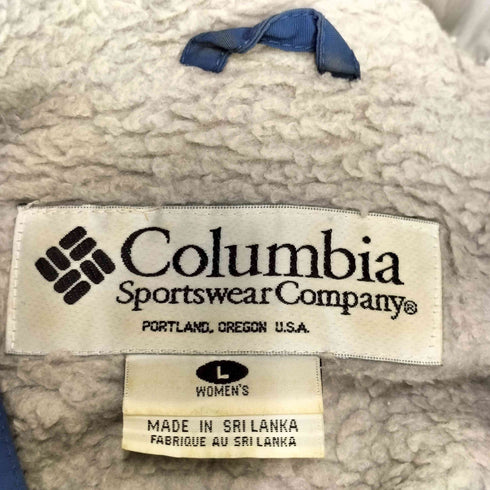 Columbia
Sportswear Company®
PORTLAND, OREGON U.S.A.
L
WOMEN'S
MADE IN SRI LANKA
FABRIQUE AU SRI LANKA